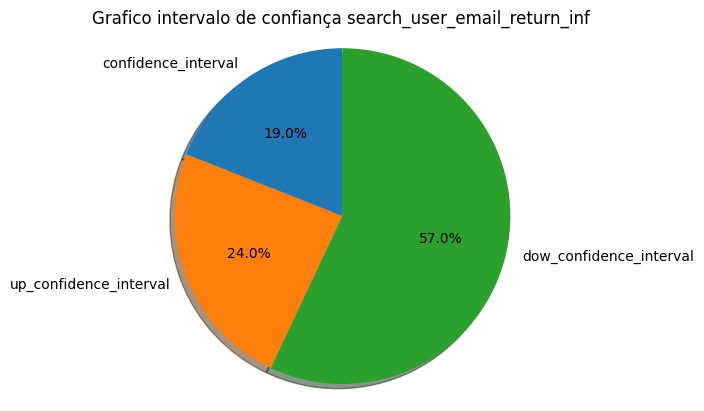 Grafico intervalo de confiança search_user_email_return_inf
confidence_interval
19.0%
57.0%
24.0%
dow_confidence_interval
up_confidence_interval